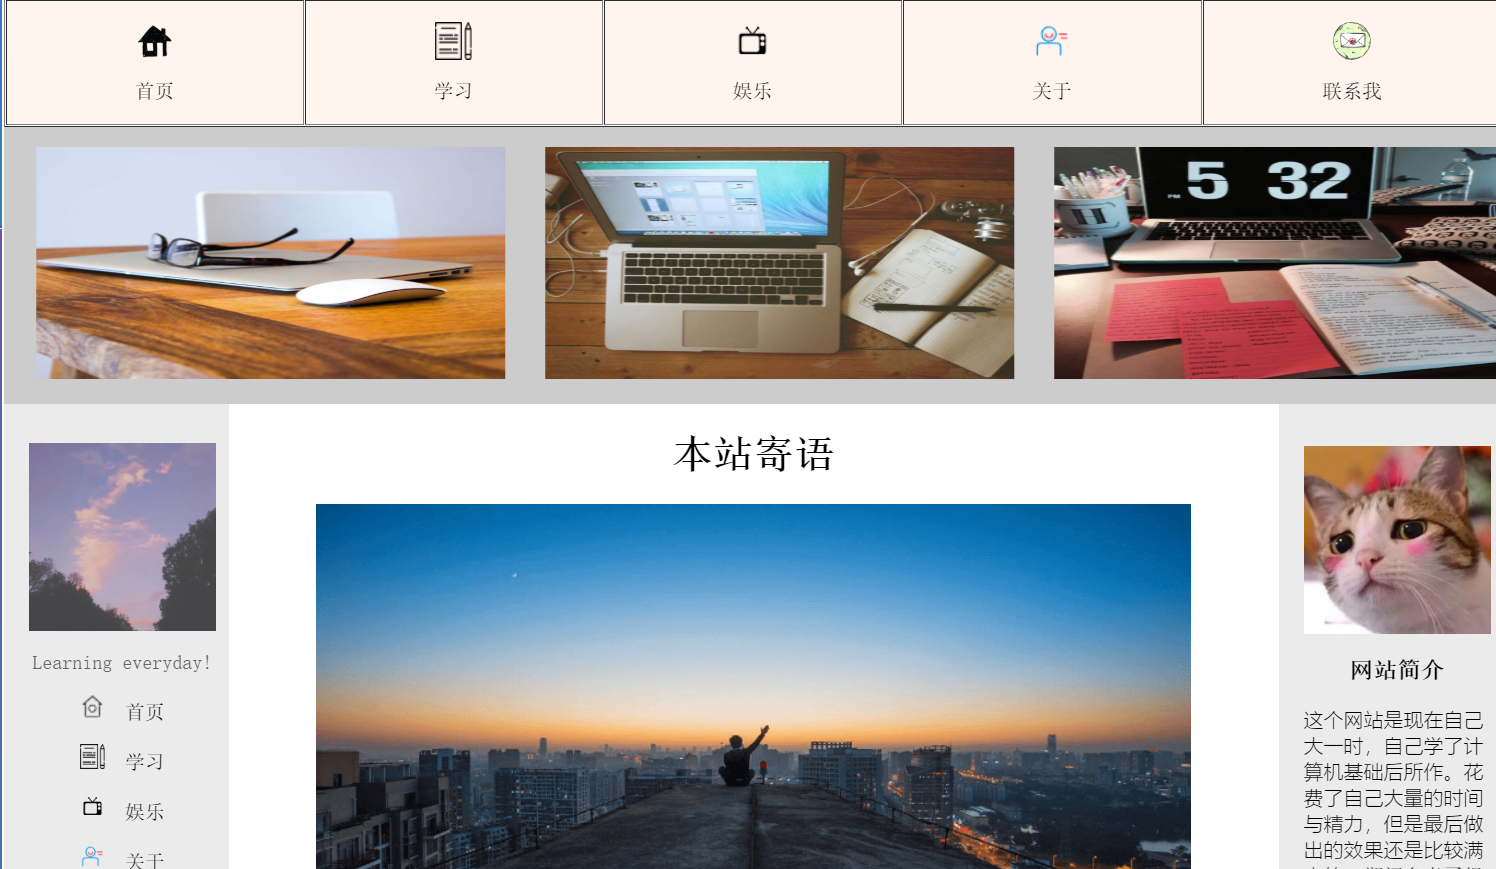 首页
学习
娱乐
关于
联系我
PM 5 32
H
本站寄语
Learning everyday!
首页
学习
娱乐
关于
网站简介
这个网站是现在自己
大一时，自己学了计
算机基础后所作。花
费了自己大量的时间
与精力，但是最后做
出的效果还是比较满